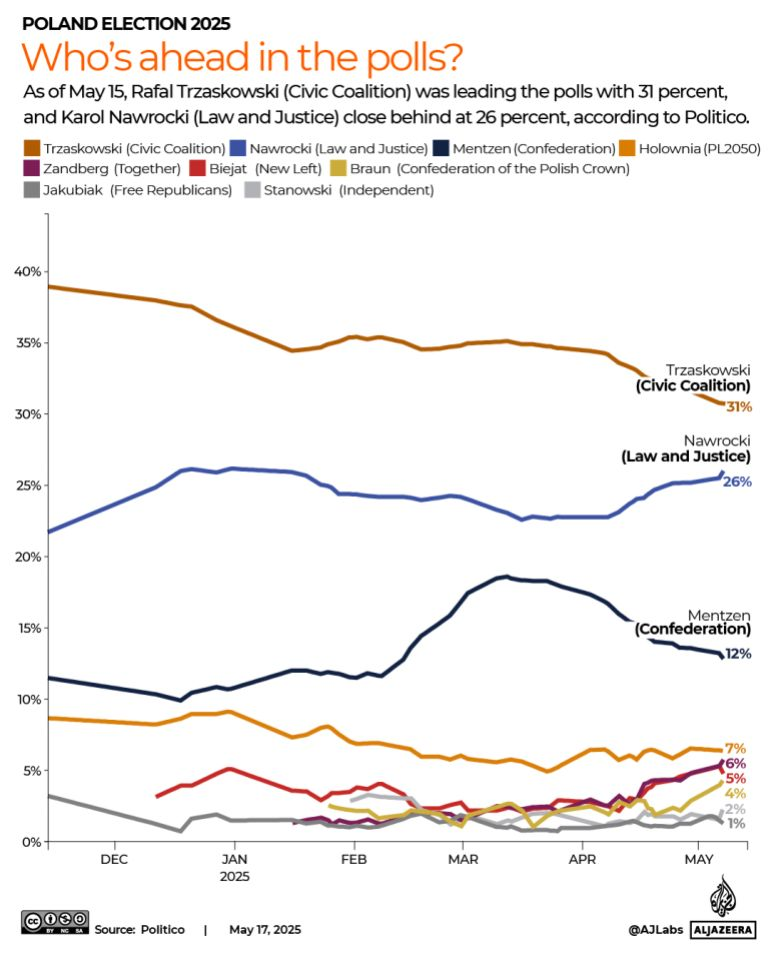 POLAND ELECTION 2025
Who's ahead in the polls?
As of May 15, Rafal Trzaskowski (Civic Coalition) was leading the polls with 31 percent,
and Karol Nawrocki (Law and Justice) close behind at 26 percent, according to Politico.
Trzaskowski (Civic Coalition) Nawrocki (Law and Justice) Mentzen (Confederation) Holownia (PL2050)
Zandberg (Together) Biejat (New Left) Braun (Confederation of the Polish Crown)
Jakubiak (Free Republicans) Stanowski (Independent)
40%
35%
Trzaskowski
(Civic Coalition)
31%
30%
Nawrocki
(Law and Justice)
26%
25%
20%
Mentzen
(Confederation)
15%
12%
10%
7%
6%
5%
5%
4%
2%
1%
0%
DEC JAN FEB MAR APR MAY
2025
cc BY NC SA Source: Politico | May 17, 2025 @AJLabs ALJAZEERA